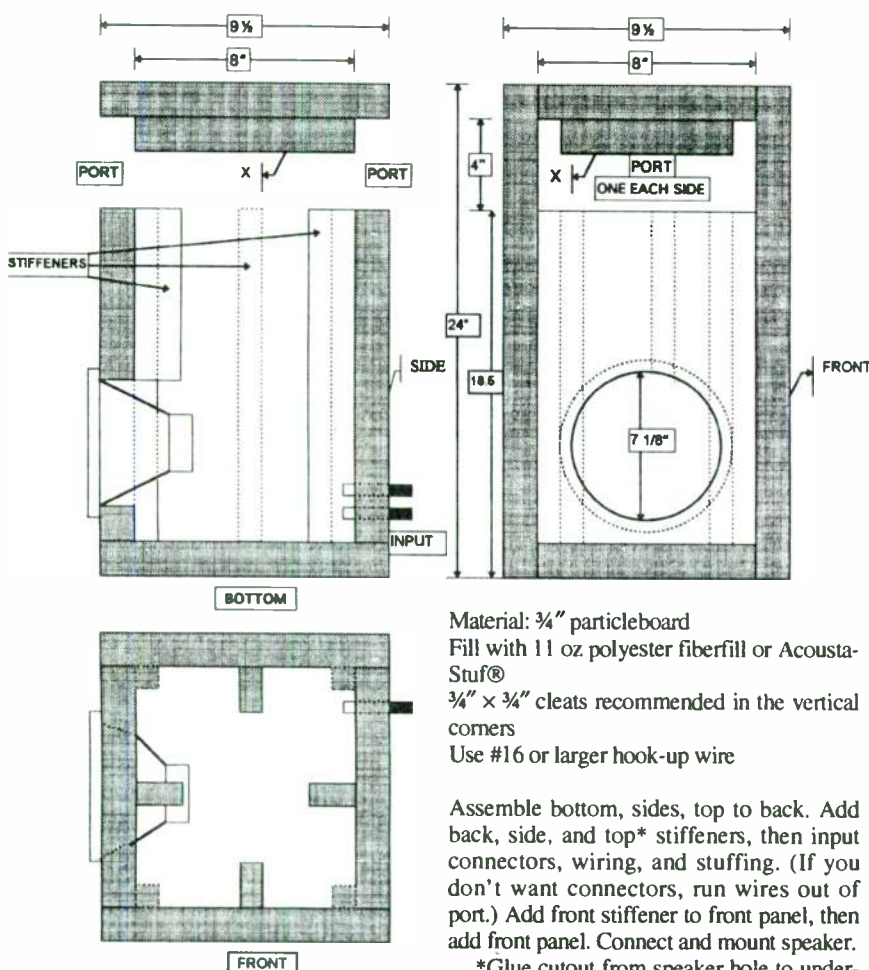 9 ½
8"
PORT
X
PORT
STIFFENERS
SIDE
INPUT
BOTTOM
9 ½
8"
4"
X
PORT
ONE EACH SIDE
24"
18.5
FRONT
7 1/8"
FRONT
Material: ¾" particleboard
Fill with 11 oz polyester fiberfill or Acousta-
Stuf®
¾" × ¾" cleats recommended in the vertical
corners
Use #16 or larger hook-up wire
Assemble bottom, sides, top to back. Add
back, side, and top* stiffeners, then input
connectors, wiring, and stuffing. (If you
don't want connectors, run wires out of
port.) Add front stiffener to front panel, then
add front panel. Connect and mount speaker.
*Glue cutout from speaker hole to under-